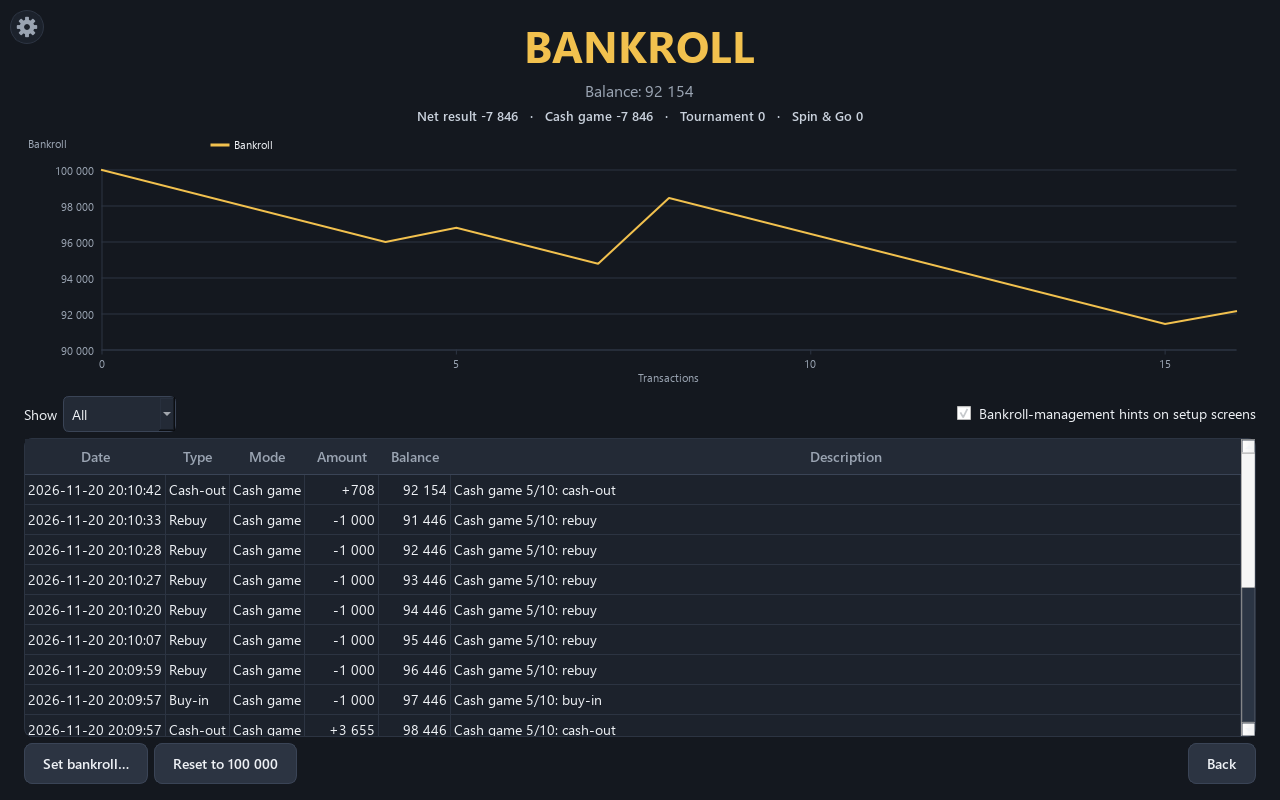 BANKROLL
Balance: 92 154
Net result -7 846 · Cash game -7 846 · Tournament 0 · Spin & Go 0
Bankroll
Bankroll
100 000
98 000
96 000
94 000
92 000
90 000
0 5 10 15
Transactions
Show All
Bankroll-management hints on setup screens
Date Type Mode Amount Balance Description
2026-11-20 20:10:42 Cash-out Cash game +708 92 154 Cash game 5/10: cash-out
2026-11-20 20:10:33 Rebuy Cash game -1 000 91 446 Cash game 5/10: rebuy
2026-11-20 20:10:28 Rebuy Cash game -1 000 92 446 Cash game 5/10: rebuy
2026-11-20 20:10:27 Rebuy Cash game -1 000 93 446 Cash game 5/10: rebuy
2026-11-20 20:10:20 Rebuy Cash game -1 000 94 446 Cash game 5/10: rebuy
2026-11-20 20:10:07 Rebuy Cash game -1 000 95 446 Cash game 5/10: rebuy
2026-11-20 20:09:59 Rebuy Cash game -1 000 96 446 Cash game 5/10: rebuy
2026-11-20 20:09:57 Buy-in Cash game -1 000 97 446 Cash game 5/10: buy-in
2026-11-20 20:09:57 Cash-out Cash game +3 655 98 446 Cash game 5/10: cash-out
Set bankroll... Reset to 100 000 Back